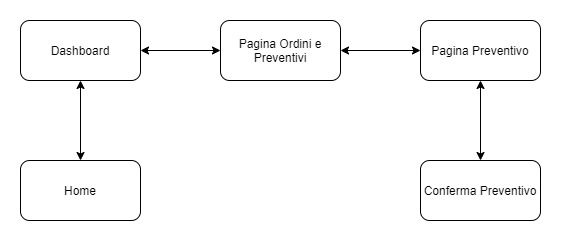 Dashboard
Pagina Ordini e
Preventivi
Pagina Preventivo
Home
Conferma Preventivo